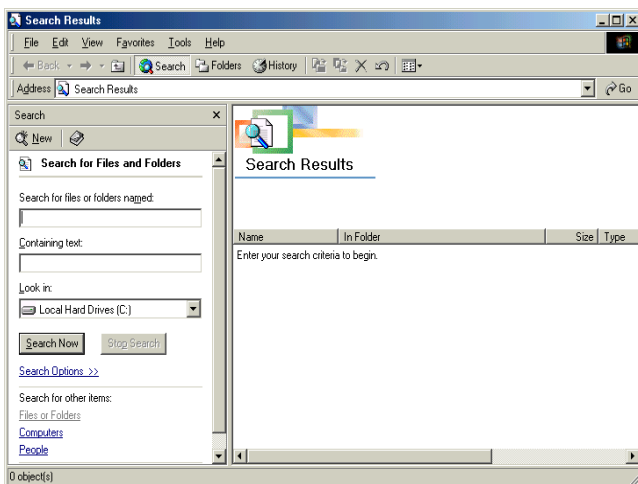 Search Results
File Edit View Favorites Tools Help
Back Search Folders History
Address Search Results Go
Search
New
Search for Files and Folders
Search for files or folders named:
Containing text:
Look in:
Local Hard Drives (C:)
Search Now Stop Search
Search Options >>
Search for other items:
Files or Folders
Computers
People
Search Results
Name In Folder Size Type
Enter your search criteria to begin.
0 object(s)